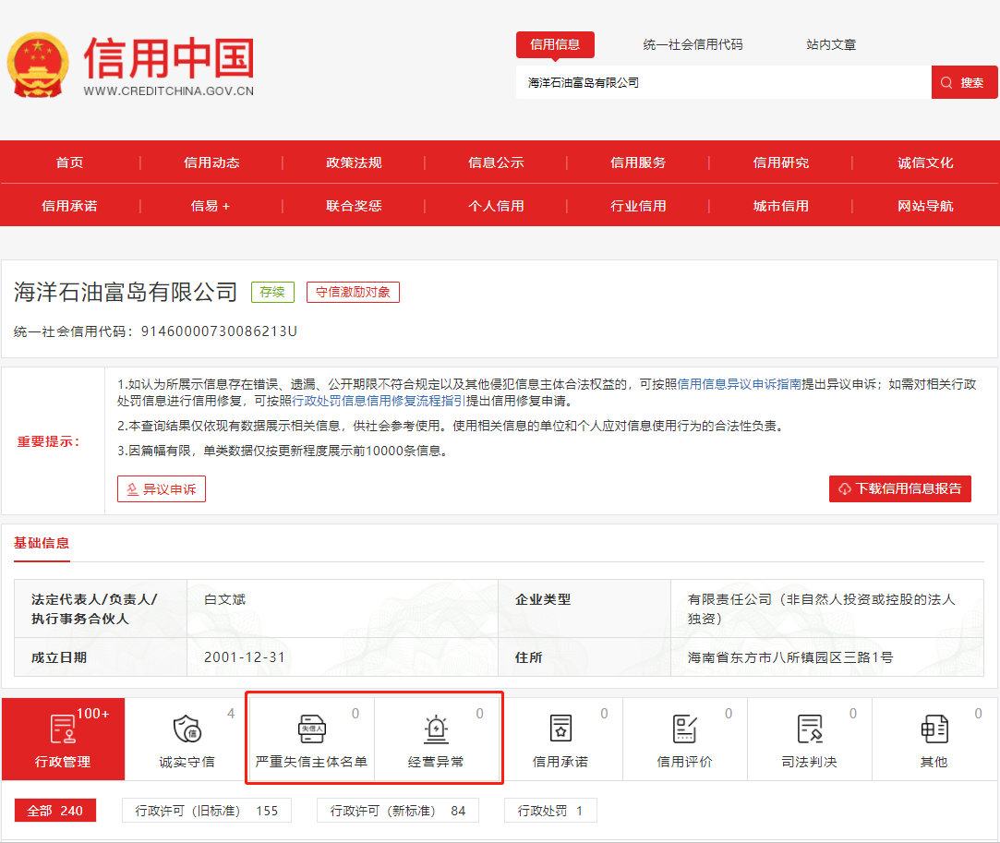 信用中国
WWW.CREDITCHINA.GOV.CN
信用信息 统一社会信用代码 站内文章
海洋石油富岛有限公司 搜索
首页 信用动态 政策法规 信息公示 信用服务 信用研究 诚信文化
信用承诺 信易+ 联合奖惩 个人信用 行业信用 城市信用 网站导航
海洋石油富岛有限公司 存续 守信激励对象
统一社会信用代码：91460000730086213U
重要提示：
1.如认为所展示信息存在错误、遗漏、公开期限不符合规定以及其他侵犯信息主体合法权益的，可按照信用信息异议申诉指南提出异议申诉；如需对相关行政
处罚信息进行信用修复，可按照行政处罚信息信用修复流程指引提出信用修复申请。
2.本查询结果仅依现有数据展示相关信息，供社会参考使用。使用相关信息的单位和个人应对信息使用行为的合法性负责。
3.因篇幅有限，单类数据仅按更新程度展示前10000条信息。
异议申诉 下载信用信息报告
基础信息
法定代表人/负责人/
执行事务合伙人
白文斌
企业类型
有限责任公司（非自然人投资或控股的法人
独资）
成立日期 2001-12-31 住所 海南省东方市八所镇园区三路1号
100+ 4 0 0 0 0 0 0
失信人
行政管理 诚实守信 严重失信主体名单 经营异常 信用承诺 信用评价 司法判决 其他
全部 240 行政许可（旧标准） 155 行政许可（新标准） 84 行政处罚 1